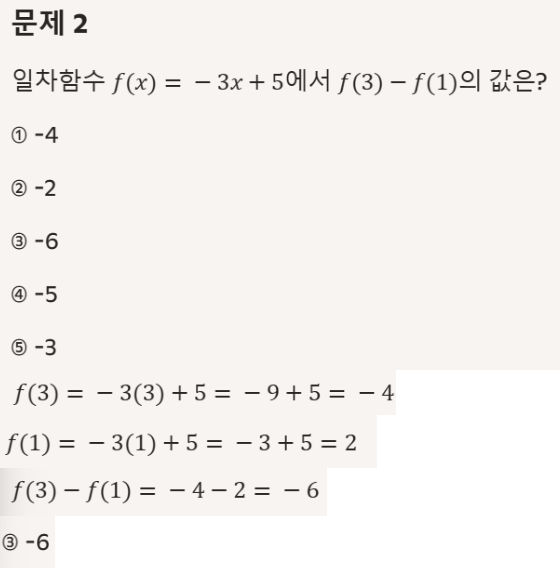 문제 2
일차함수 f(x) = − 3x + 5에서 f(3) − f(1)의 값은?
① -4
② -2
③ -6
④ -5
⑤ -3
f(3) = − 3(3) + 5 = − 9 + 5 = − 4
f(1) = − 3(1) + 5 = − 3 + 5 = 2
f(3) − f(1) = − 4 − 2 = − 6
③ -6